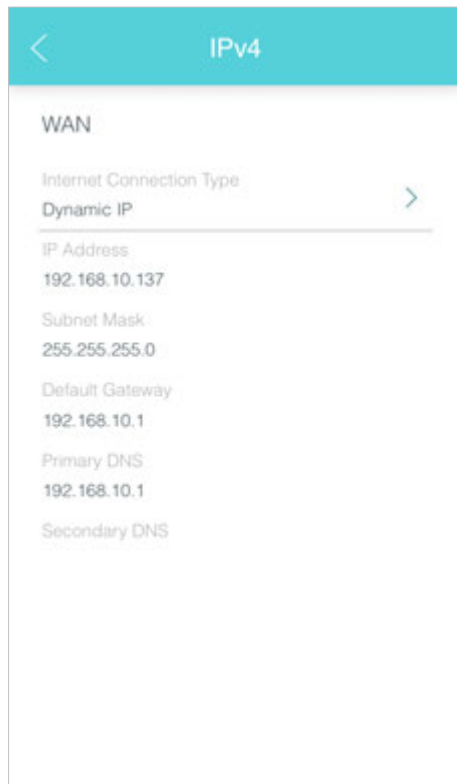 IPv4
WAN
Internet Connection Type
Dynamic IP
IP Address
192.168.10.137
Subnet Mask
255.255.255.0
Default Gateway
192.168.10.1
Primary DNS
192.168.10.1
Secondary DNS